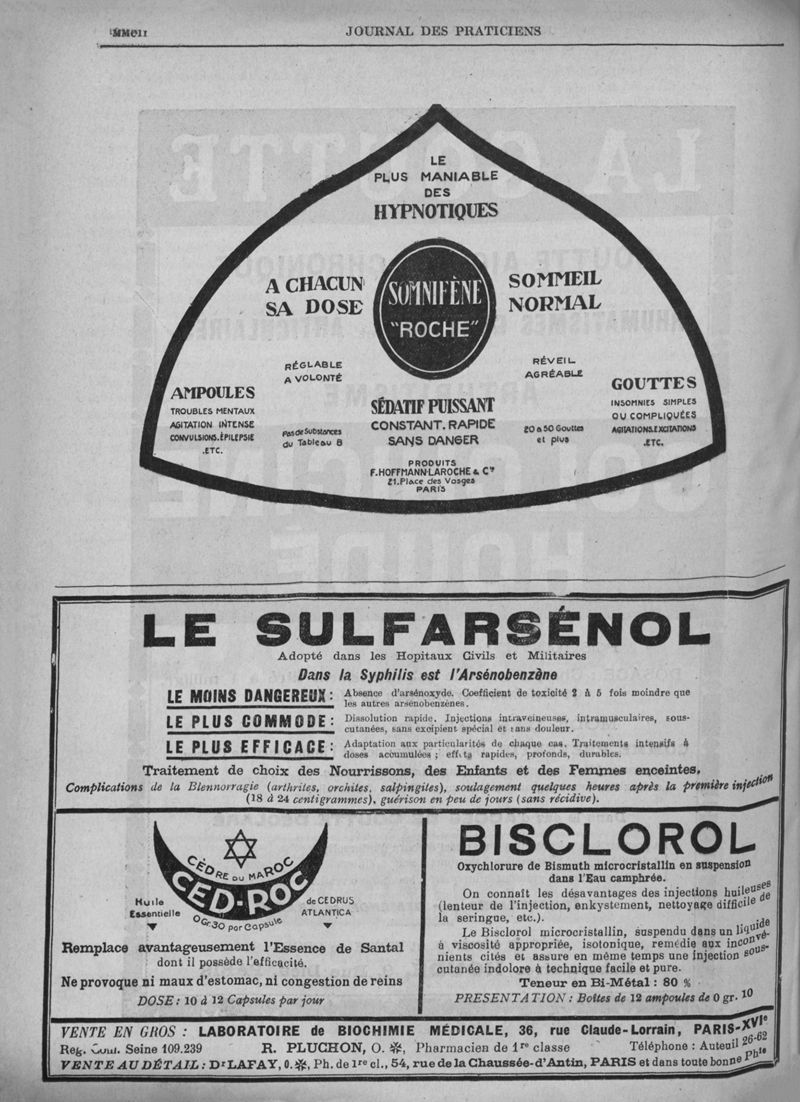 JOURNAL DES PRATICIENS
LE
PLUS MANIABLE
DES
HYPNOTIQUES
A CHACUN
SA DOSE
SOMNIFÈNE
"ROCHE"
SOMMEIL
NORMAL
RÉGLABLE
A VOLONTÉ
RÉVEIL
AGRÉABLE
AMPOULES
TROUBLES MENTAUX
AGITATION INTENSE
CONVULSIONS.ÉPILEPSIE
.ETC.
Pas de Substances
du Tableau B
SÉDATIF PUISSANT
CONSTANT. RAPIDE
SANS DANGER
20 a 50 Gouttes
et plus
GOUTTES
INSOMNIES SIMPLES
OU COMPLIQUÉES
AGITATIONS.EXCITATIONS
.ETC.
PRODUITS
F.HOFFMANN-LAROCHE & Cie
21.Place des Vosges
PARIS
LE SULFARSÉNOL
Adopté dans les Hopitaux Civils et Militaires
Dans la Syphilis est l'Arsénobenzène
LE MOINS DANGEREUX : Absence d'arsénoxyde. Coefficient de toxicité 2 à 5 fois moindre que
les autres arsénobenzènes.
LE PLUS COMMODE : Dissolution rapide. Injections intraveineuses, intramusculaires, sous-
cutanées, sans excipient spécial et sans douleur.
LE PLUS EFFICACE : Adaptation aux particularités de chaque cas. Traitements intensifs à
doses accumulées ; effets rapides, profonds, durables.
Traitement de choix des Nourrissons, des Enfants et des Femmes enceintes.
Complications de la Blennorragie (arthrites, orchites, salpingites), soulagement quelques heures après la première injection
(18 à 24 centigrammes), guérison en peu de jours (sans récidive).
CÈDRE DU MAROC
CED-ROC
Huile
Essentielle
de CEDRUS
ATLANTICA
0 Gr 30 par Capsule
Remplace avantageusement l'Essence de Santal
dont il possède l'efficacité.
Ne provoque ni maux d'estomac, ni congestion de reins
DOSE : 10 à 12 Capsules par jour
BISCLOROL
Oxychlorure de Bismuth microcristallin en suspension
dans l'Eau camphrée.
On connaît les désavantages des injections huileuses
(lenteur de l'injection, enkystement, nettoyage difficile de
la seringue, etc.).
Le Bisclorol microcristallin, suspendu dans un liquide
à viscosité appropriée, isotonique, remédie aux inconvé-
nients cités et assure en même temps une injection sous-
cutanée indolore à technique facile et pure.
Teneur en Bi-Métal : 80 %
PRESENTATION : Boîtes de 12 ampoules de 0 gr. 10
VENTE EN GROS : LABORATOIRE de BIOCHIMIE MÉDICALE, 36, rue Claude-Lorrain, PARIS-XVIe
Reg. Com. Seine 109.239 R. PLUCHON, O. ✻, Pharmacien de 1re classe Téléphone : Auteuil 26-62
VENTE AU DÉTAIL : Dr LAFAY, O. ✻, Ph. de 1re cl., 54, rue de la Chaussée-d'Antin, PARIS et dans toute bonne Phie